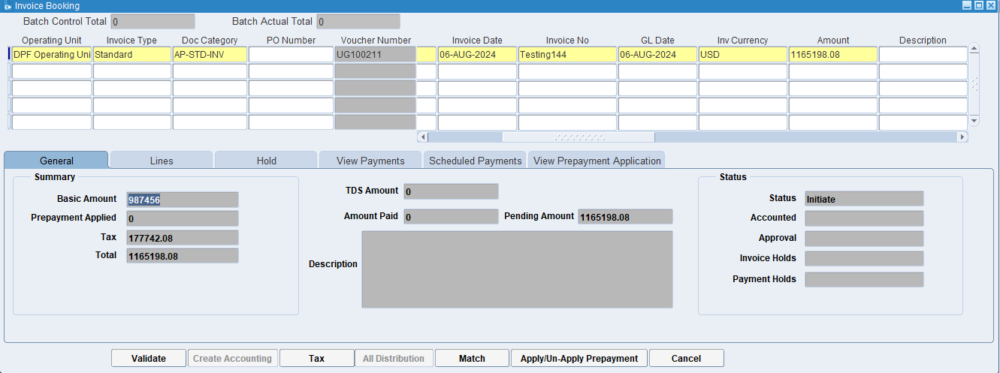 Invoice Booking
Batch Control Total 0 Batch Actual Total 0
Operating Unit Invoice Type Doc Category PO Number Voucher Number Invoice Date Invoice No GL Date Inv Currency Amount Description
DPF Operating Uni Standard AP-STD-INV UG100211 06-AUG-2024 Testing144 06-AUG-2024 USD 1165198.08
General Lines Hold View Payments Scheduled Payments View Prepayment Application
Summary
Basic Amount 987456
Prepayment Applied 0
Tax 177742.08
Total 1165198.08
TDS Amount 0
Amount Paid 0 Pending Amount 1165198.08
Description
Status
Status Initiate
Accounted
Approval
Invoice Holds
Payment Holds
Validate Create Accounting Tax All Distribution Match Apply/Un-Apply Prepayment Cancel